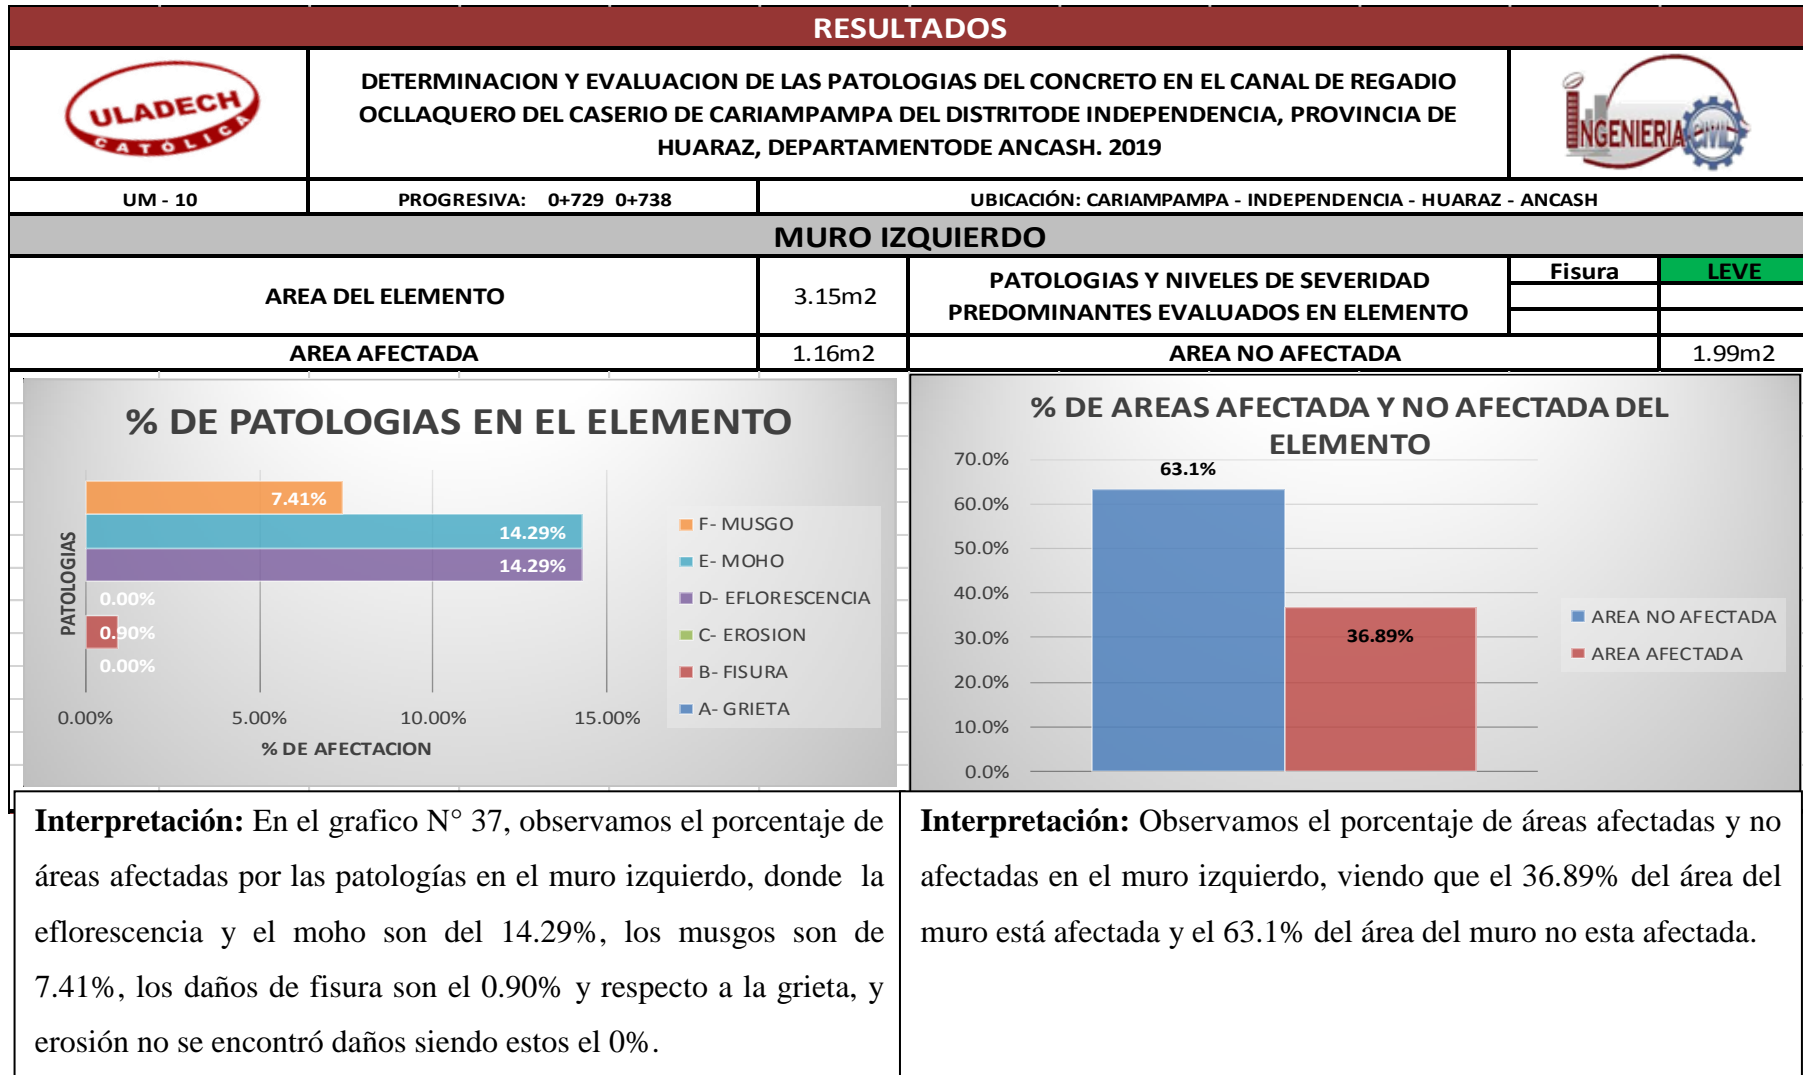 RESULTADOS
ULADECH
CATÓLICA
DETERMINACION Y EVALUACION DE LAS PATOLOGIAS DEL CONCRETO EN EL CANAL DE REGADIO
OCLLAQUERO DEL CASERIO DE CARIAMPAMPA DEL DISTRITODE INDEPENDENCIA, PROVINCIA DE
HUARAZ, DEPARTAMENTODE ANCASH. 2019
INGENIERIA CIVIL
UM - 10
PROGRESIVA: 0+729 0+738
UBICACIÓN: CARIAMPAMPA - INDEPENDENCIA - HUARAZ - ANCASH
MURO IZQUIERDO
AREA DEL ELEMENTO
3.15m2
PATOLOGIAS Y NIVELES DE SEVERIDAD
PREDOMINANTES EVALUADOS EN ELEMENTO
Fisura
LEVE
AREA AFECTADA
1.16m2
AREA NO AFECTADA
1.99m2
% DE PATOLOGIAS EN EL ELEMENTO
PATOLOGIAS
7.41%
14.29%
14.29%
0.00%
0.90%
0.00%
0.00%
5.00%
10.00%
15.00%
% DE AFECTACION
F- MUSGO
E- MOHO
D- EFLORESCENCIA
C- EROSION
B- FISURA
A- GRIETA
% DE AREAS AFECTADA Y NO AFECTADA DEL
ELEMENTO
70.0%
60.0%
50.0%
40.0%
30.0%
20.0%
10.0%
0.0%
63.1%
36.89%
AREA NO AFECTADA
AREA AFECTADA
Interpretación: En el grafico N° 37, observamos el porcentaje de
áreas afectadas por las patologías en el muro izquierdo, donde la
eflorescencia y el moho son del 14.29%, los musgos son de
7.41%, los daños de fisura son el 0.90% y respecto a la grieta, y
erosión no se encontró daños siendo estos el 0%.
Interpretación: Observamos el porcentaje de áreas afectadas y no
afectadas en el muro izquierdo, viendo que el 36.89% del área del
muro está afectada y el 63.1% del área del muro no esta afectada.